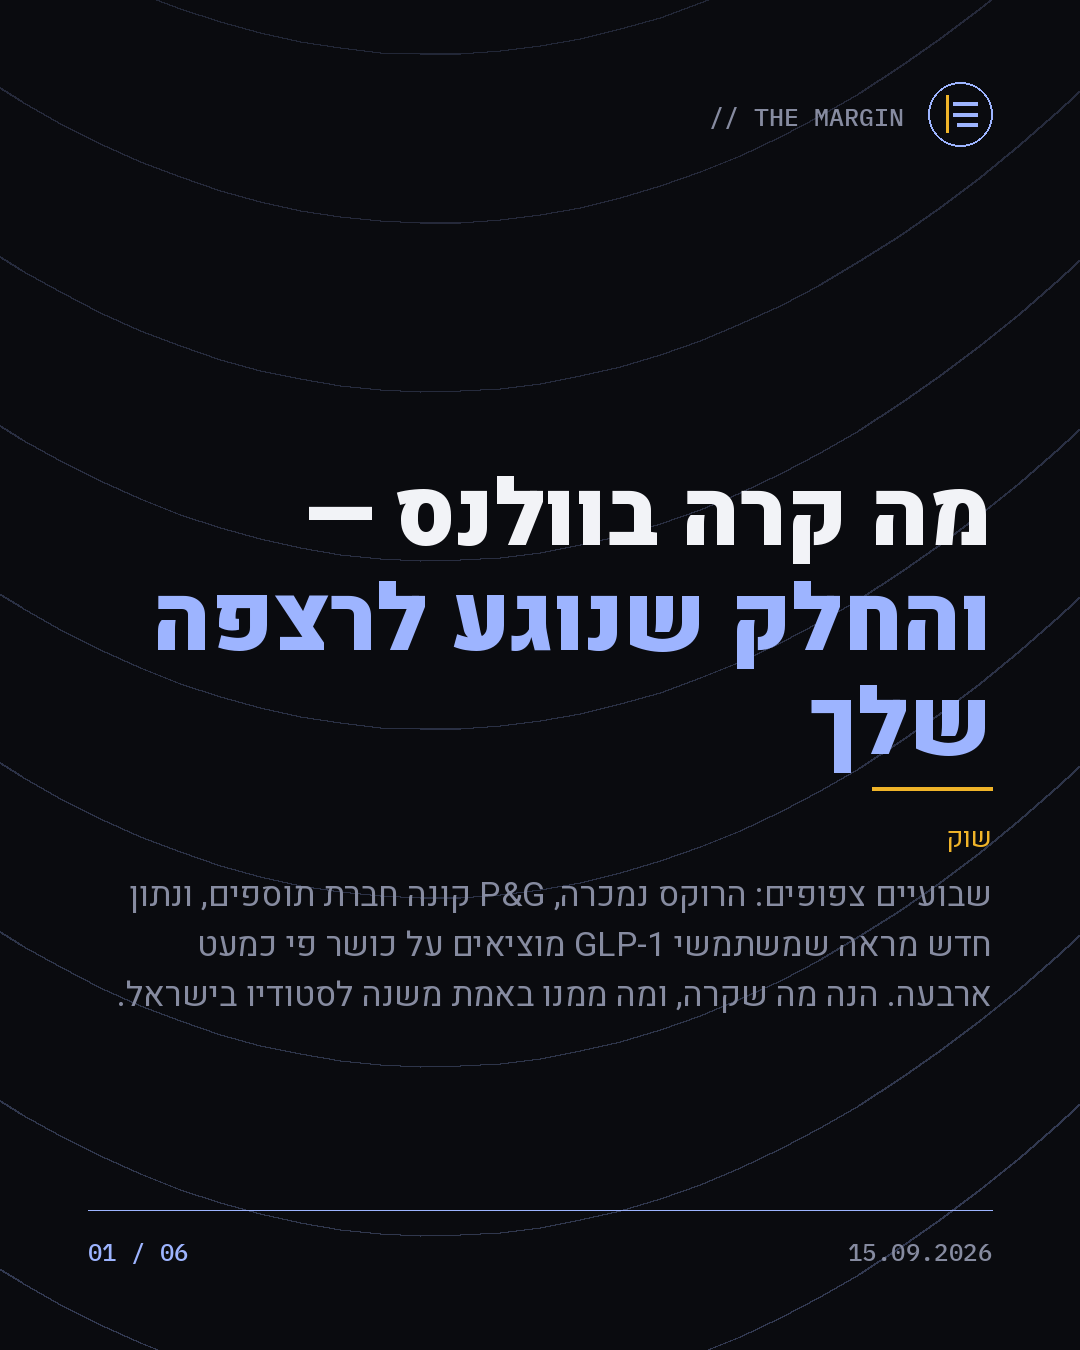 // THE MARGIN
מה קרה בוולנס –
והחלק שנוגע לרצפה
שלך
שוק
שבועיים צפופים: הרוקס נמכרה, P&G קונה חברת תוספים, ונתון
חדש מראה שמשתמשי GLP-1 מוציאים על כושר פי כמעט
ארבעה. הנה מה שקרה, ומה ממנו באמת משנה לסטודיו בישראל.
01 / 06
15.09.2026